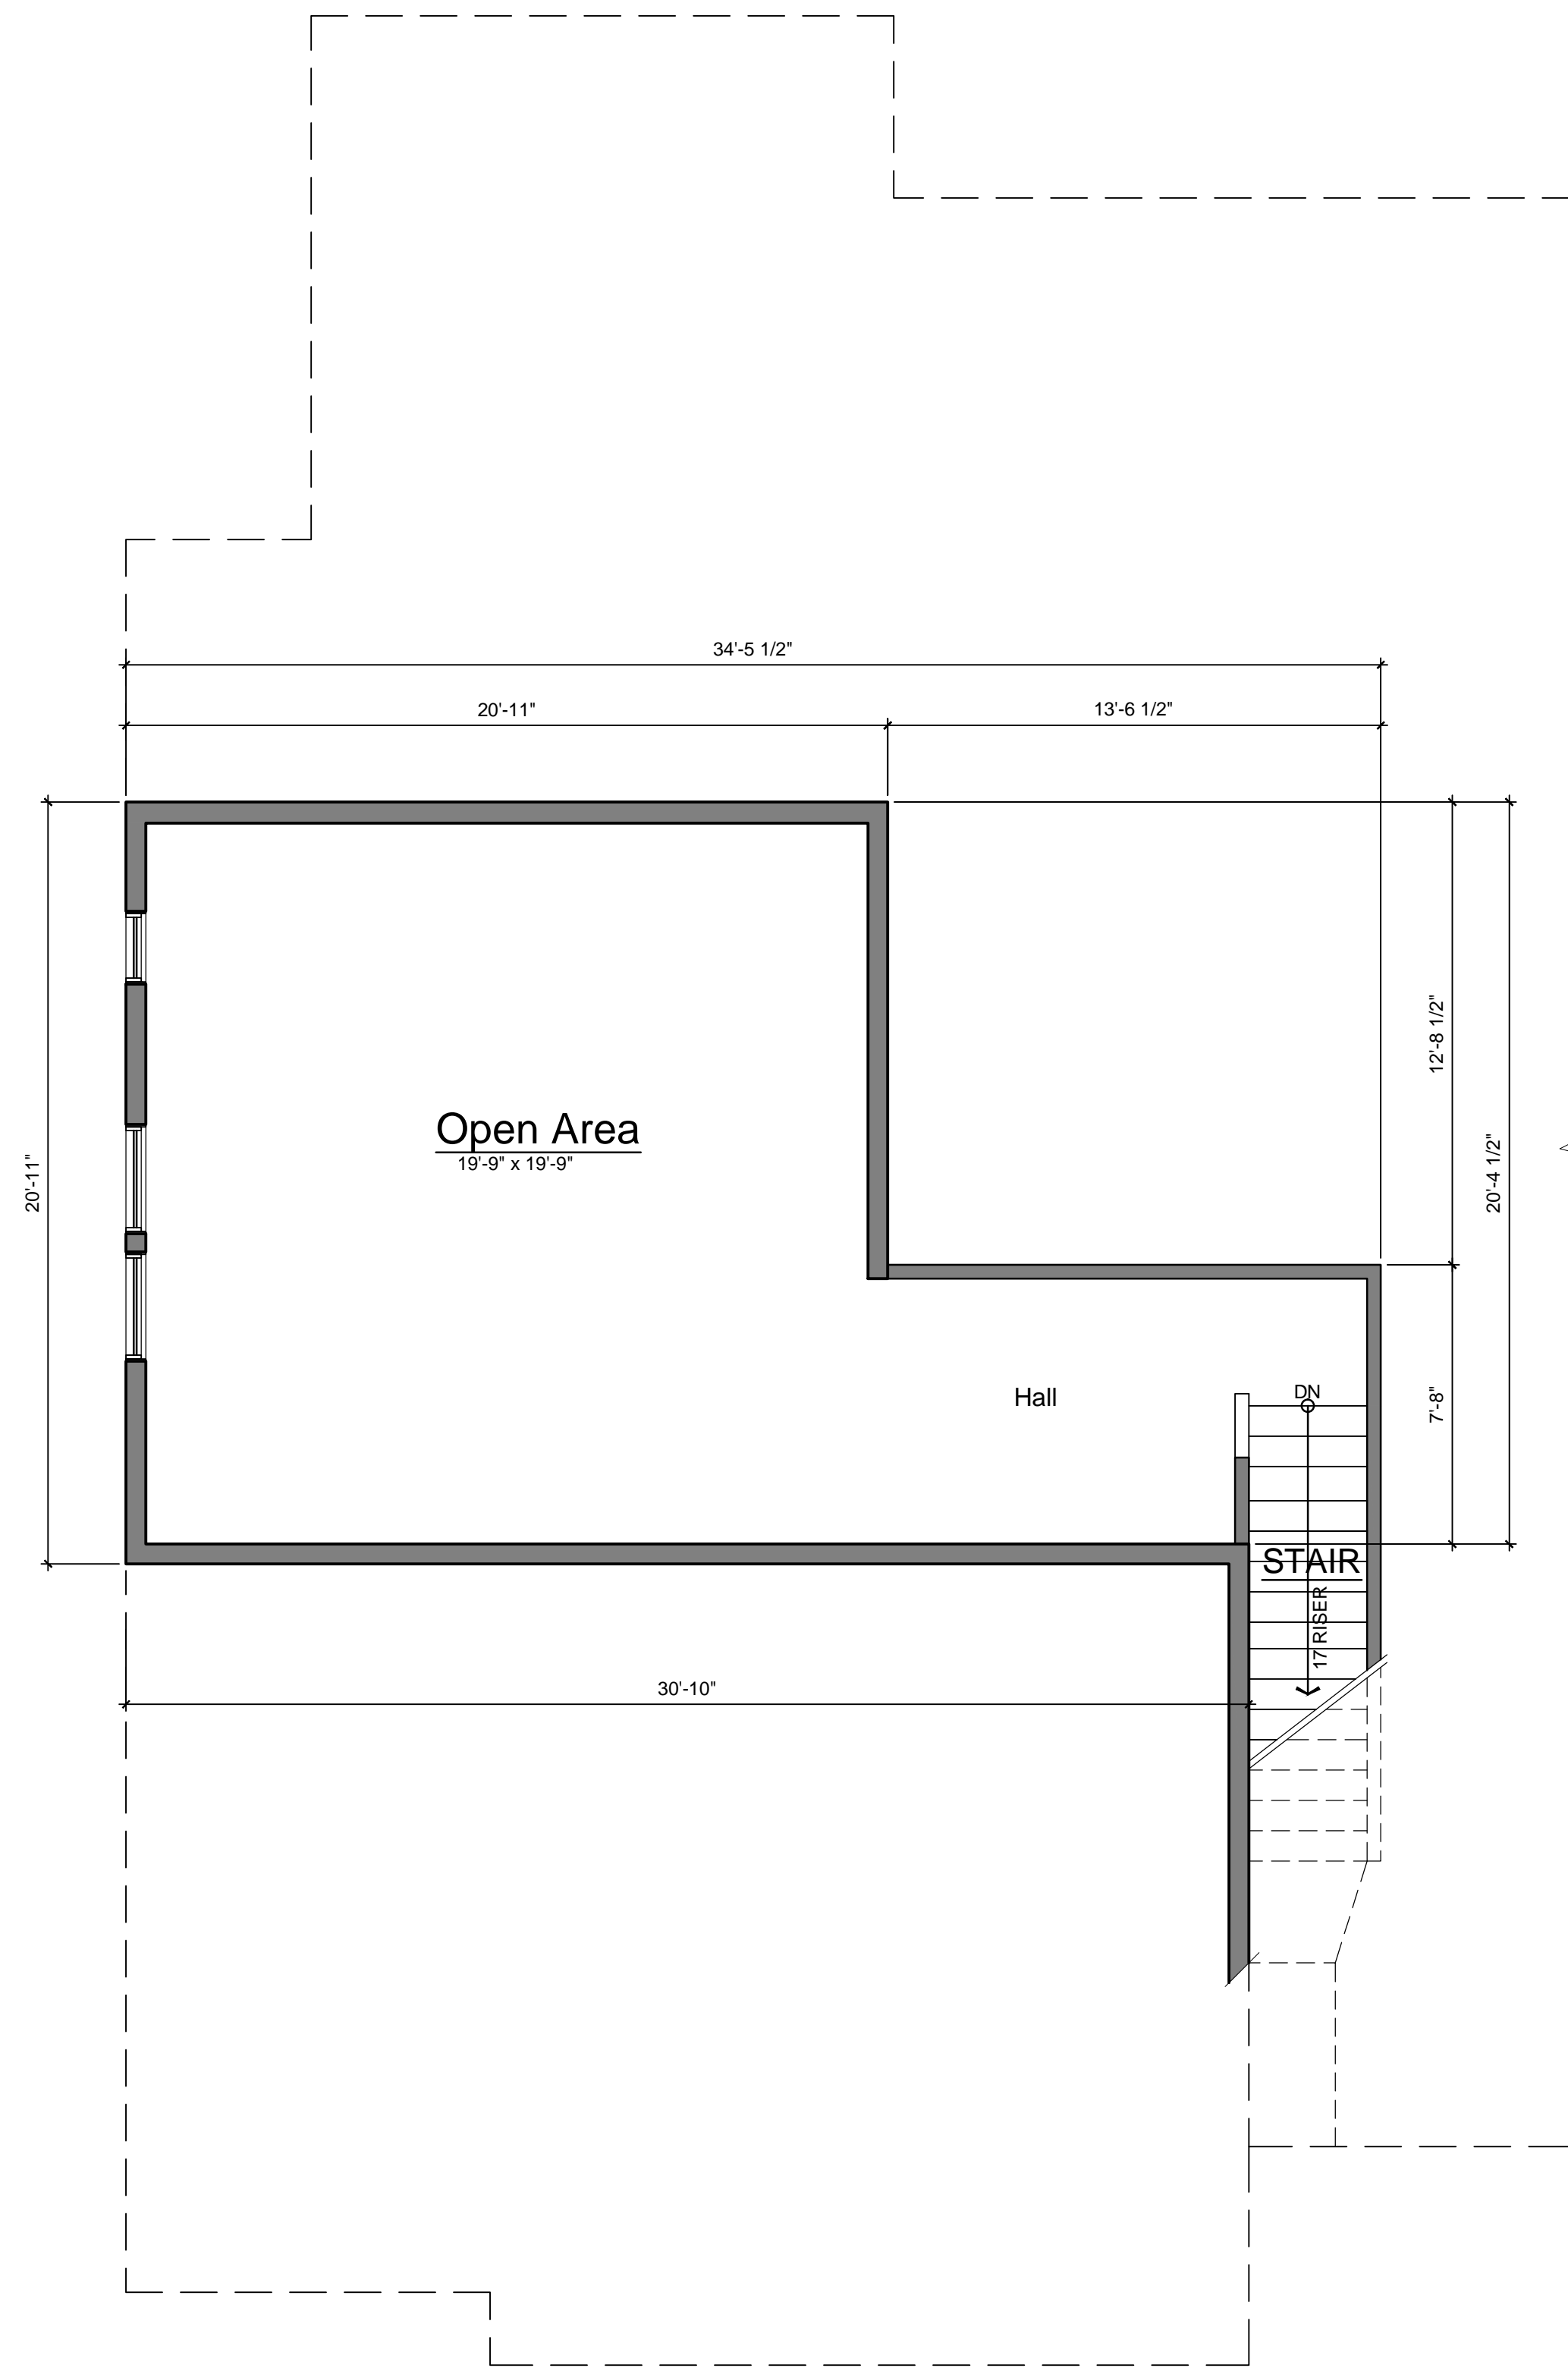 34'-5 1/2"
20'-11"
13'-6 1/2"
12'-8 1/2"
20'-4 1/2"
20'-11"
Open Area
19'-9" x 19'-9"
Hall
DN
7'-8"
STAIR
17 RISER
30'-10"